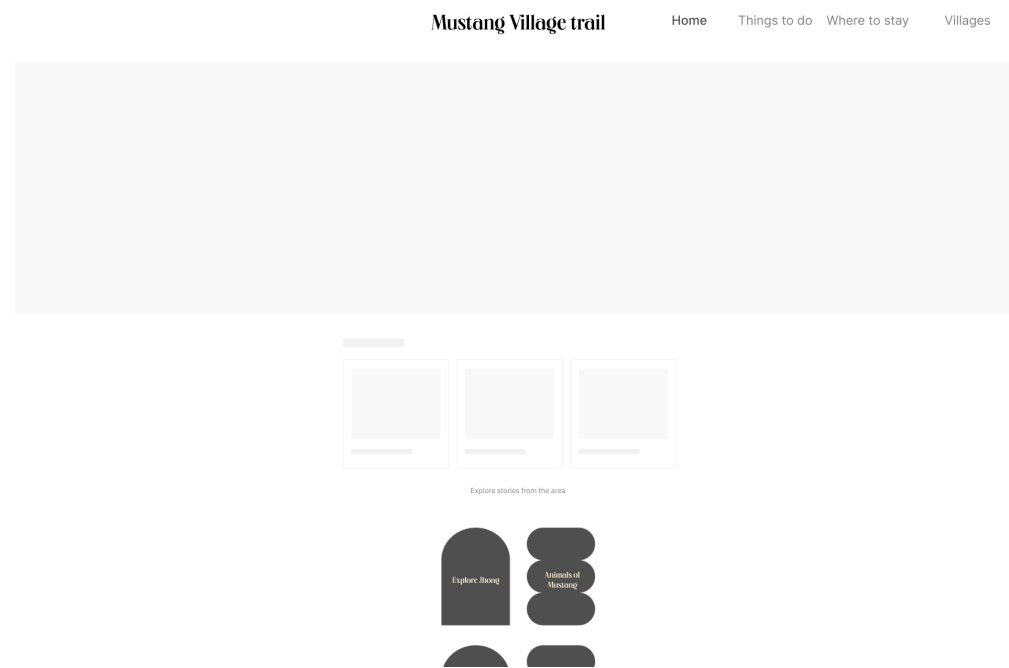 Mustang Village trail
Home
Things to do
Where to stay
Villages
Explore stories from the area
Explore Jhong
Animals of
Mustang